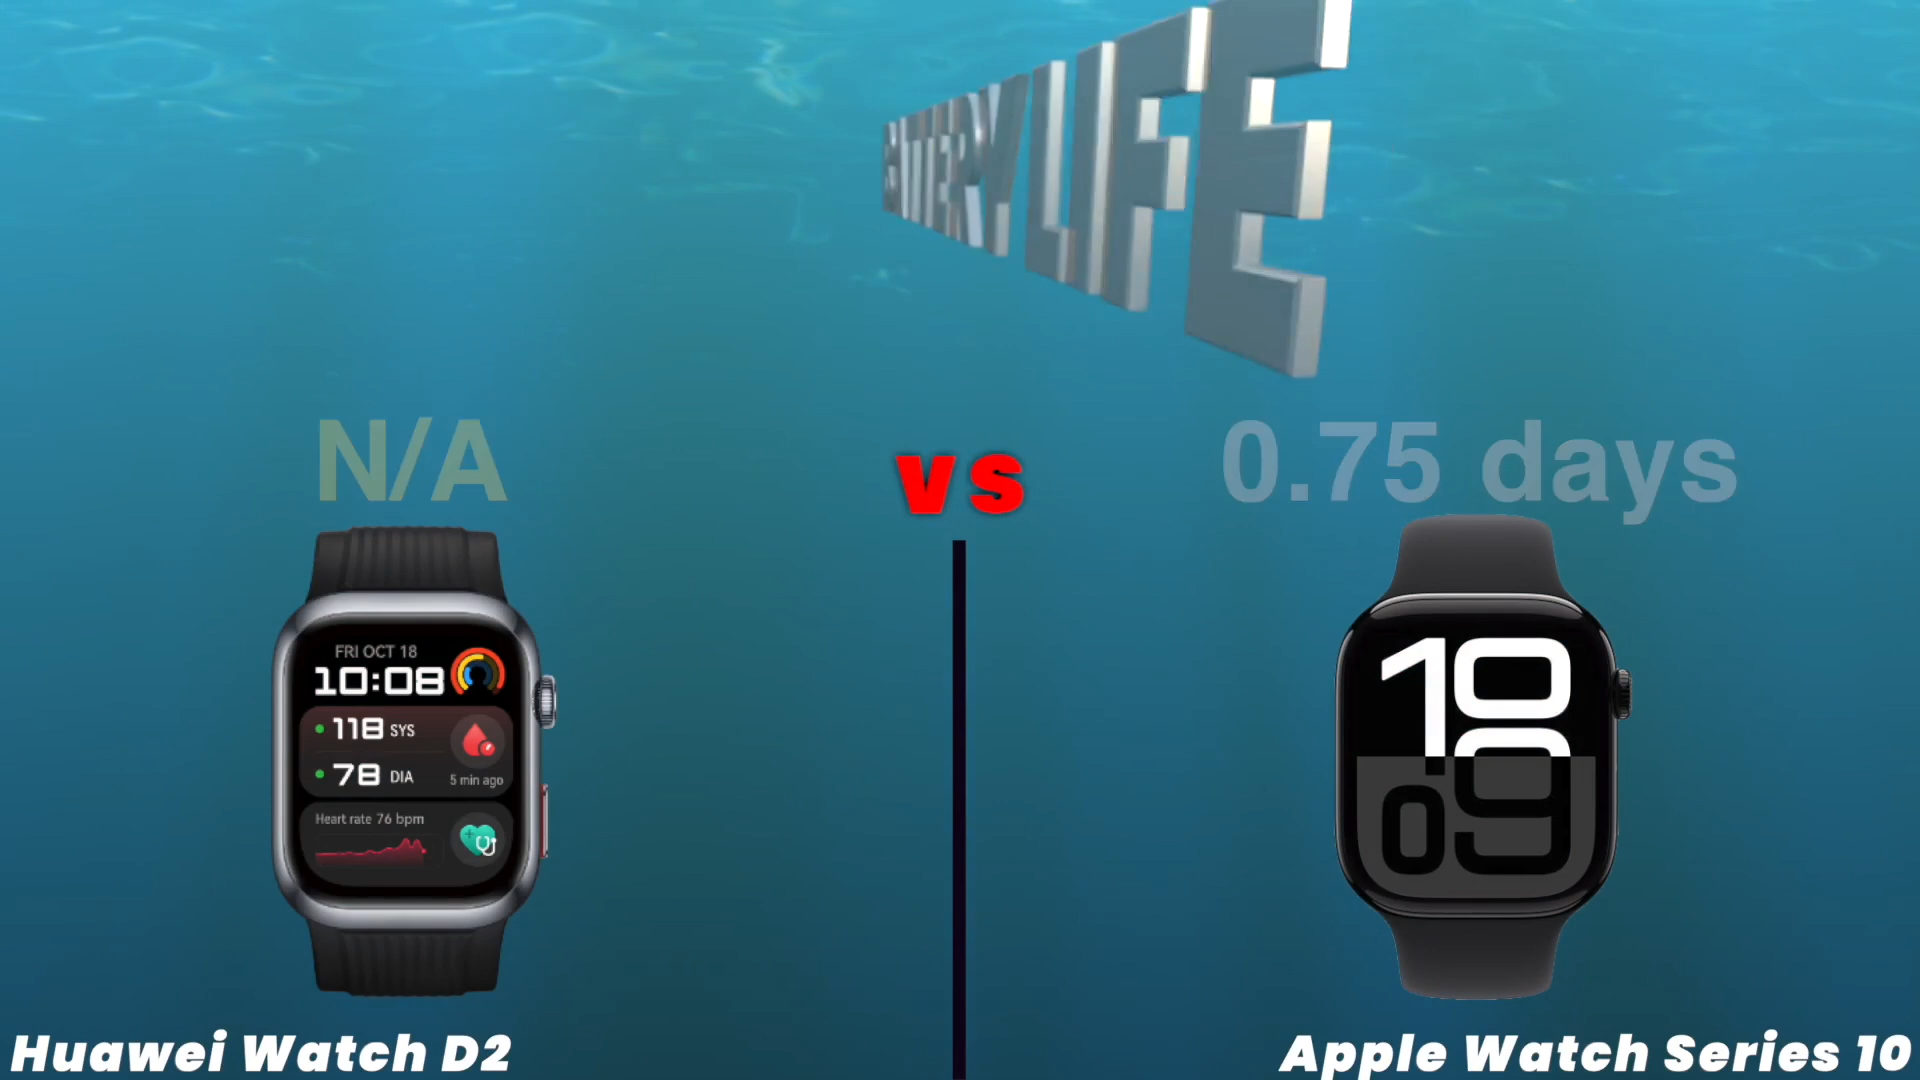 BATTERY LIFE
N/A
0.75 days
VS
FRI OCT 18
10:08
118 SYS
78 DIA
5 min ago
Heart rate 76 bpm
10
09
Huawei Watch D2
Apple Watch Series 10